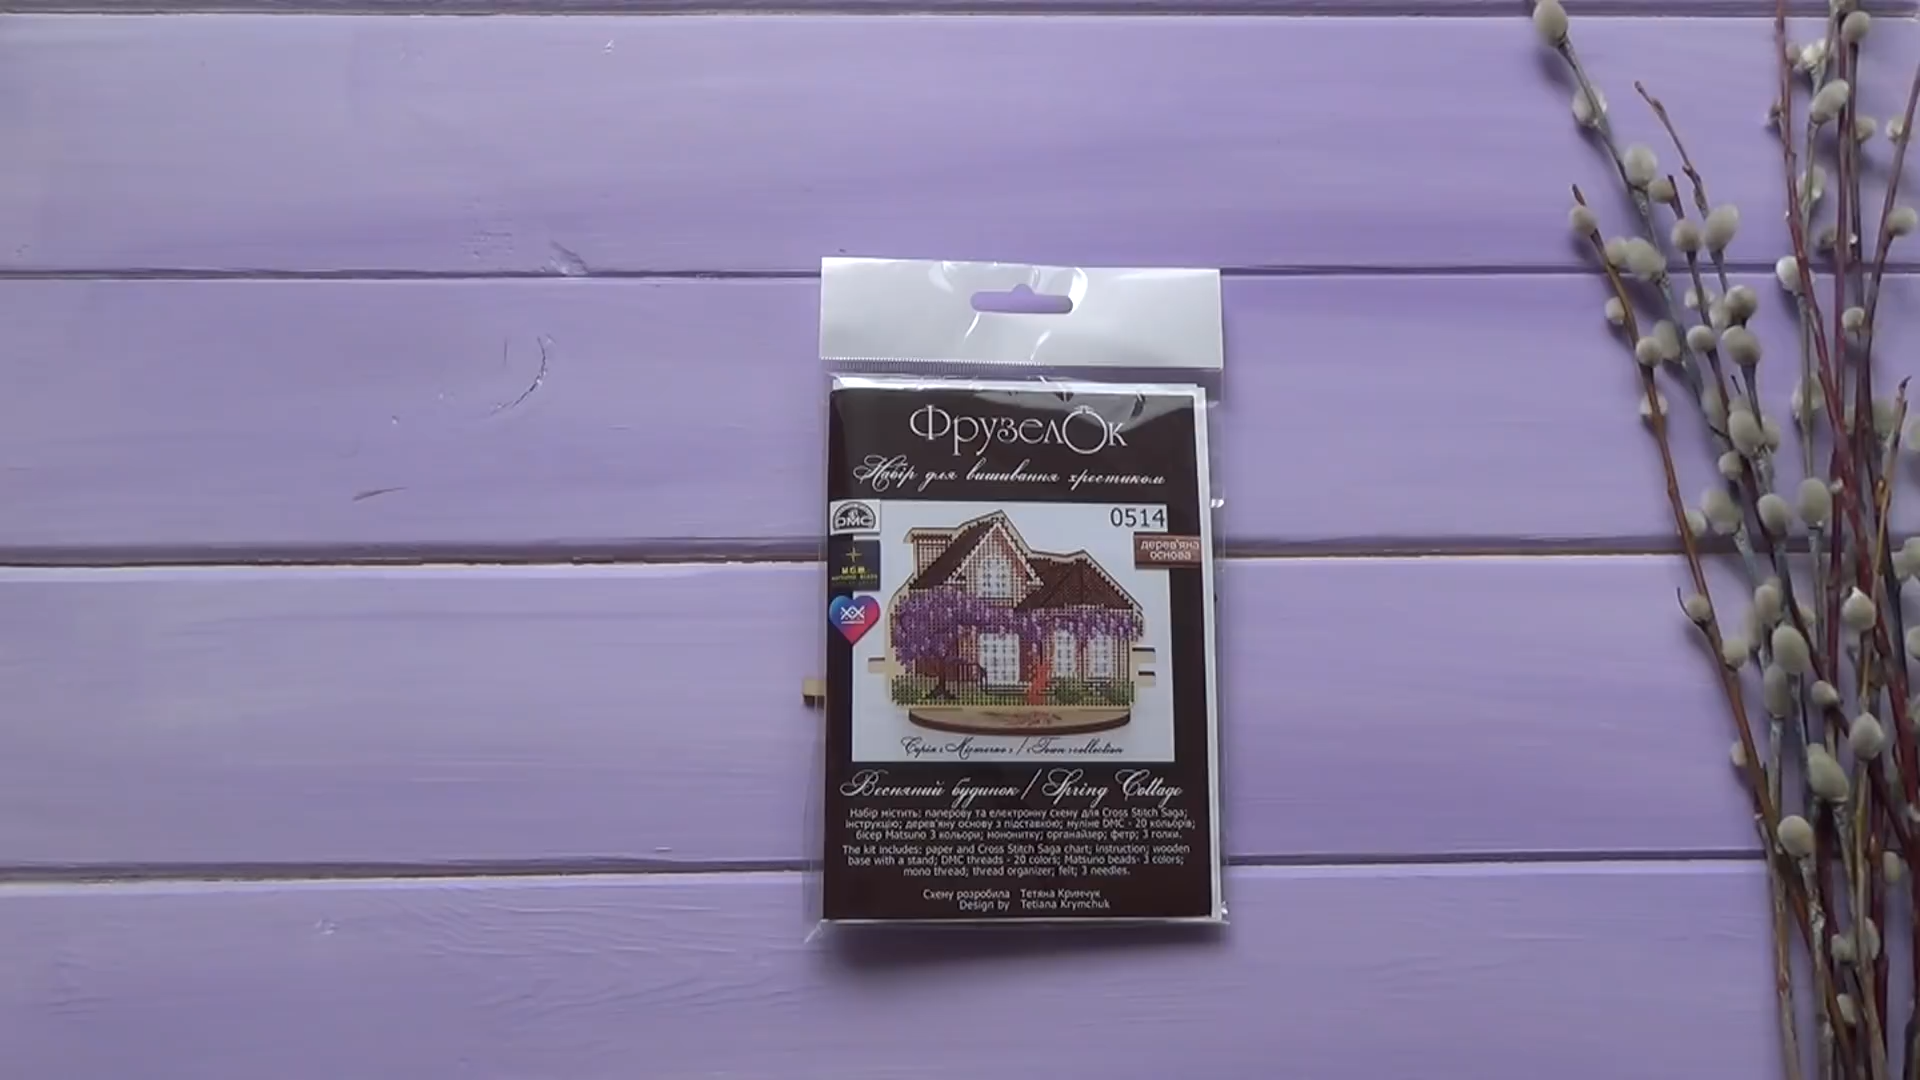 ФрузелОк
Набір для вишивання хрестиком
DMC
0514
дерев'яна
основа
M.G.B.
MATSUNO BEADS
Серія «Містечко» / «Town» collection
Весняний будинок / Spring Cottage
Набір містить: паперову та електронну схему для Cross Stitch Saga;
інструкцію; дерев'яну основу з підставкою; муліне DMC - 20 кольорів;
бісер Matsuno 3 кольори; мононитку; органайзер; фетр; 3 голки.
The kit includes: paper and Cross Stitch Saga chart; instruction; wooden
base with a stand; DMC threads - 20 colors; Matsuno beads- 3 colors;
mono thread; thread organizer; felt; 3 needles.
Схему розробила Тетяна Кримчук
Design by Tetiana Krymchuk